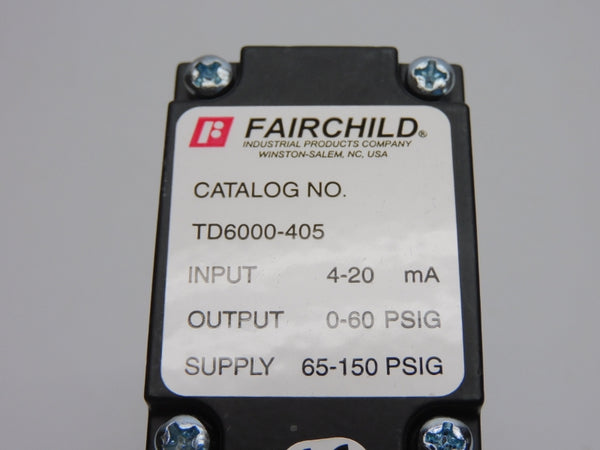 FAIRCHILD®
INDUSTRIAL PRODUCTS COMPANY
WINSTON-SALEM, NC, USA
CATALOG NO.
TD6000-405
INPUT 4-20 mA
OUTPUT 0-60 PSIG
SUPPLY 65-150 PSIG